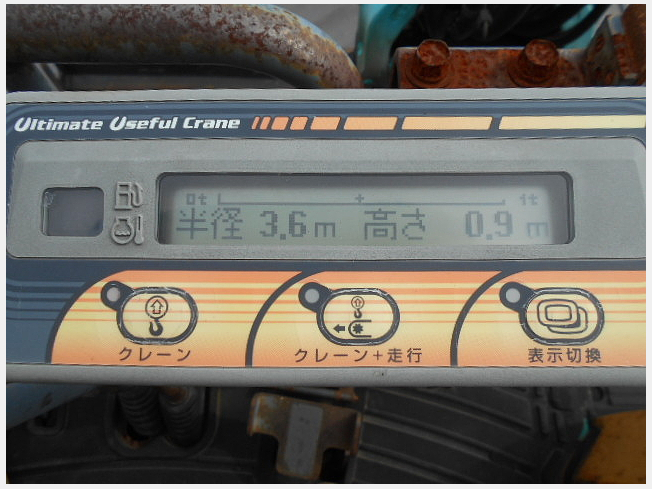 Ultimate Useful Crane
0t 1t
半径 3.6m 高さ 0.9m
クレーン クレーン+走行 表示切換